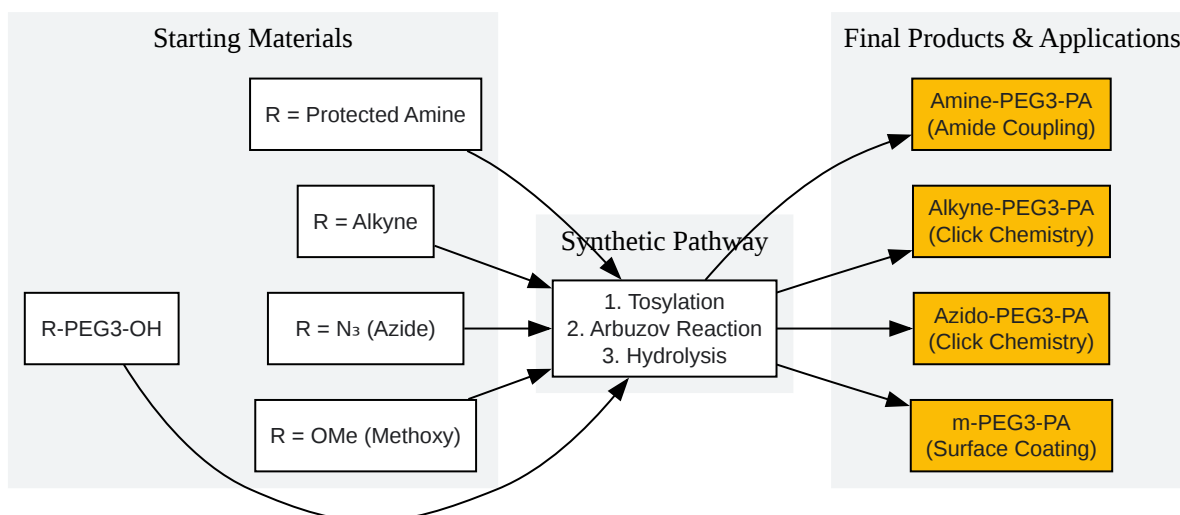 Starting Materials
R = Protected Amine
R = Alkyne
R-PEG3-OH
R = N₃ (Azide)
R = OMe (Methoxy)
Synthetic Pathway
1. Tosylation
2. Arbuzov Reaction
3. Hydrolysis
Final Products & Applications
Amine-PEG3-PA
(Amide Coupling)
Alkyne-PEG3-PA
(Click Chemistry)
Azido-PEG3-PA
(Click Chemistry)
m-PEG3-PA
(Surface Coating)